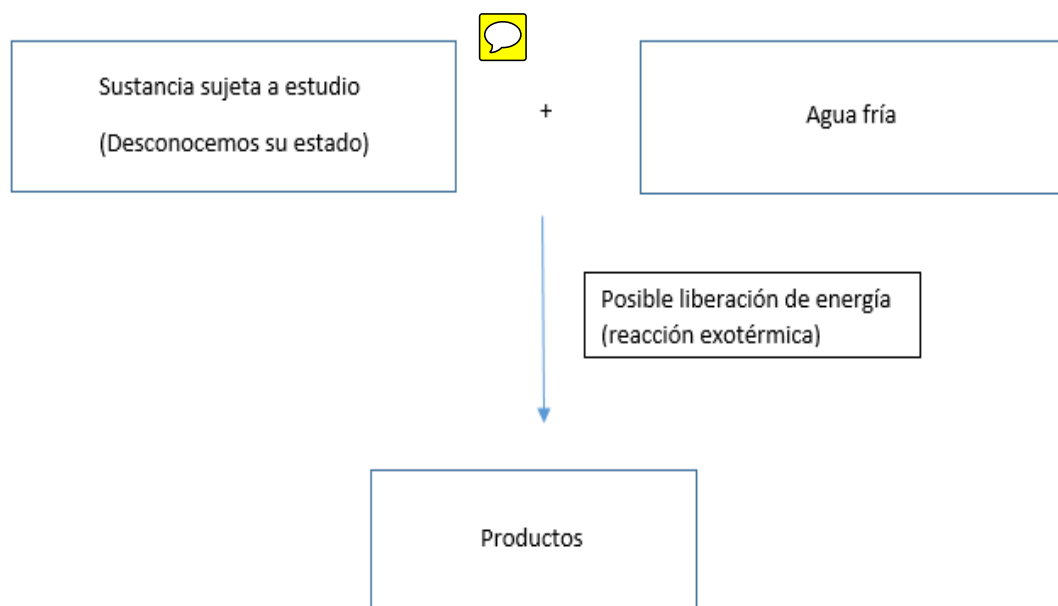 Sustancia sujeta a estudio
(Desconocemos su estado)
+
Agua fría
Posible liberación de energía
(reacción exotérmica)
Productos